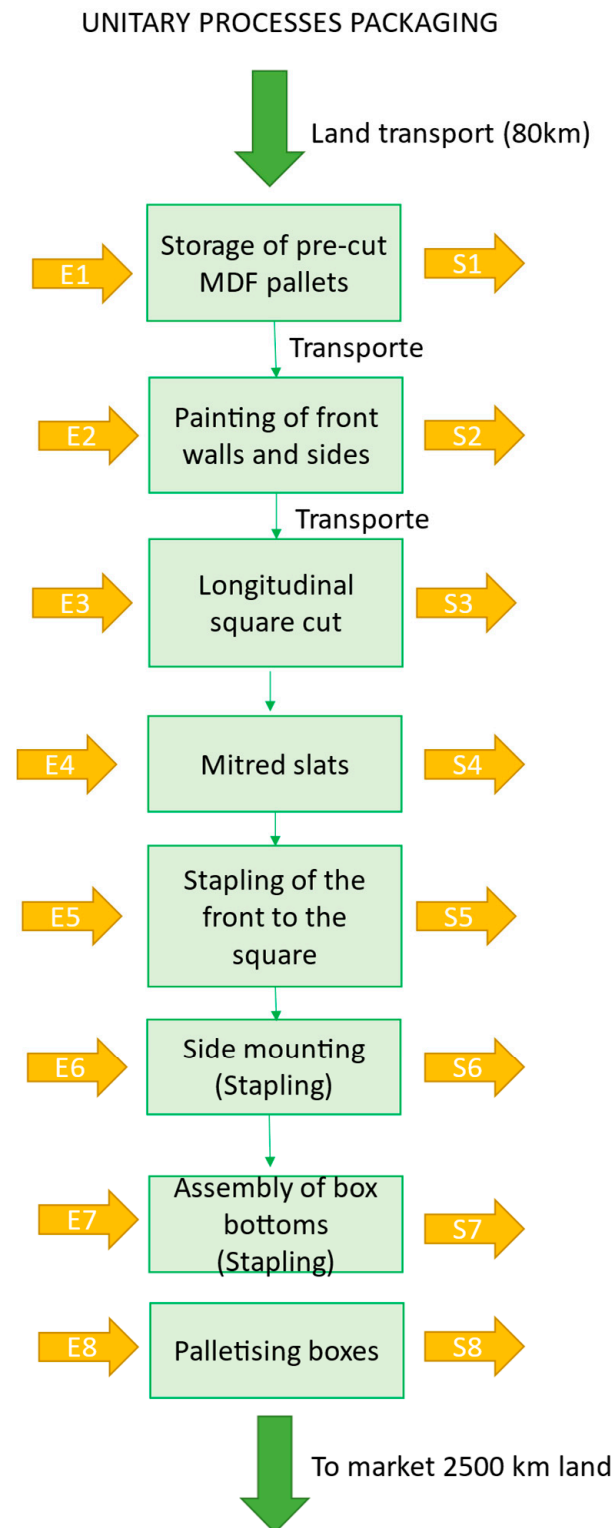 UNITARY PROCESSES PACKAGING
Land transport (80km)
E1
Storage of pre-cut
MDF pallets
S1
Transporte
E2
Painting of front
walls and sides
S2
Transporte
E3
Longitudinal
square cut
S3
E4
Mitred slats
S4
E5
Stapling of the
front to the
square
S5
E6
Side mounting
(Stapling)
S6
E7
Assembly of box
bottoms
(Stapling)
S7
E8
Palletising boxes
S8
To market 2500 km land